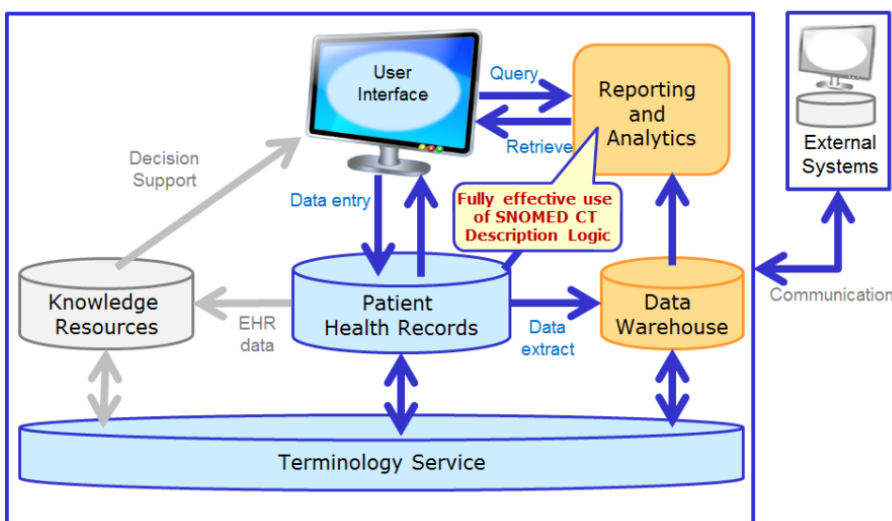 User
Interface
Query
Reporting
and
Analytics
Retrieve
External
Systems
Decision
Support
Data entry
Fully effective use
of SNOMED CT
Description Logic
Knowledge
Resources
EHR
data
Patient
Health Records
Data
extract
Data
Warehouse
Communication
Terminology Service